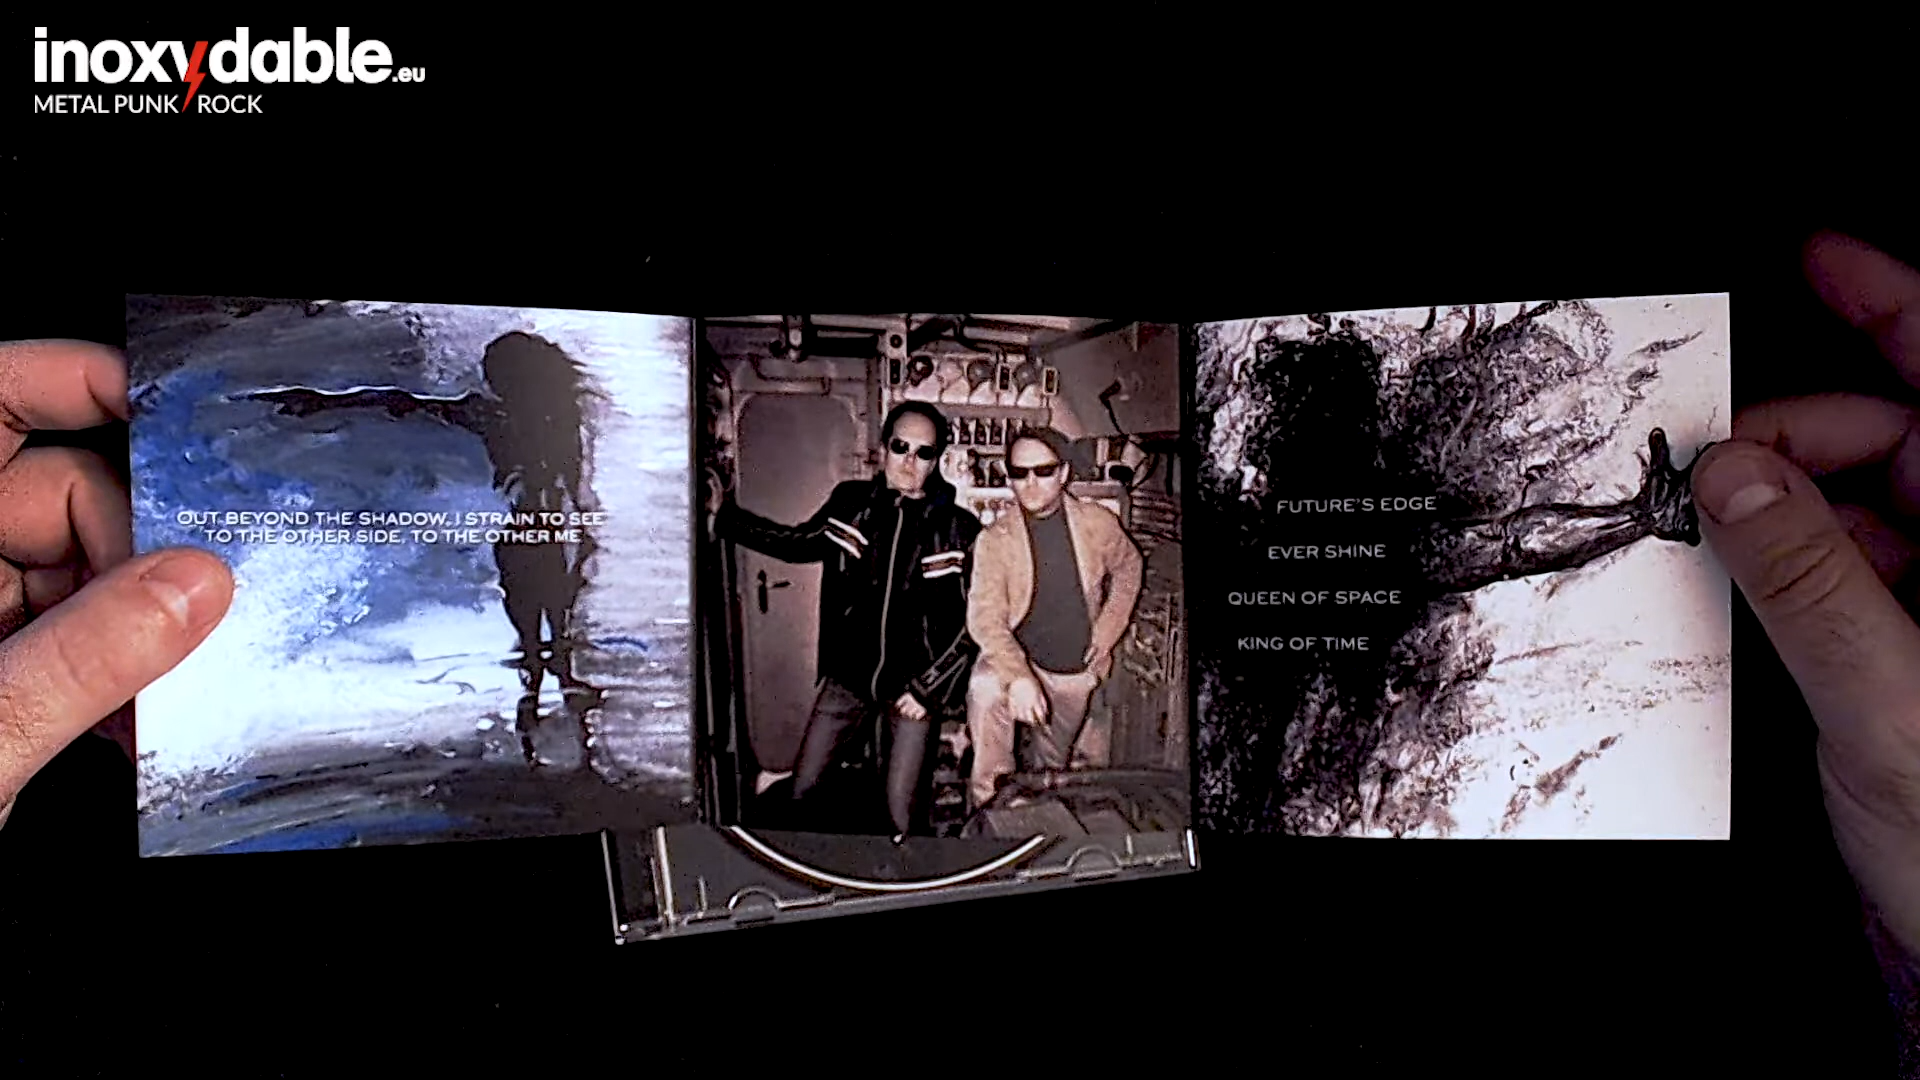 inoxydable.eu
METAL PUNK ROCK
OUT BEYOND THE SHADOW, I STRAIN TO SEE
TO THE OTHER SIDE, TO THE OTHER ME
FUTURE'S EDGE
EVER SHINE
QUEEN OF SPACE
KING OF TIME